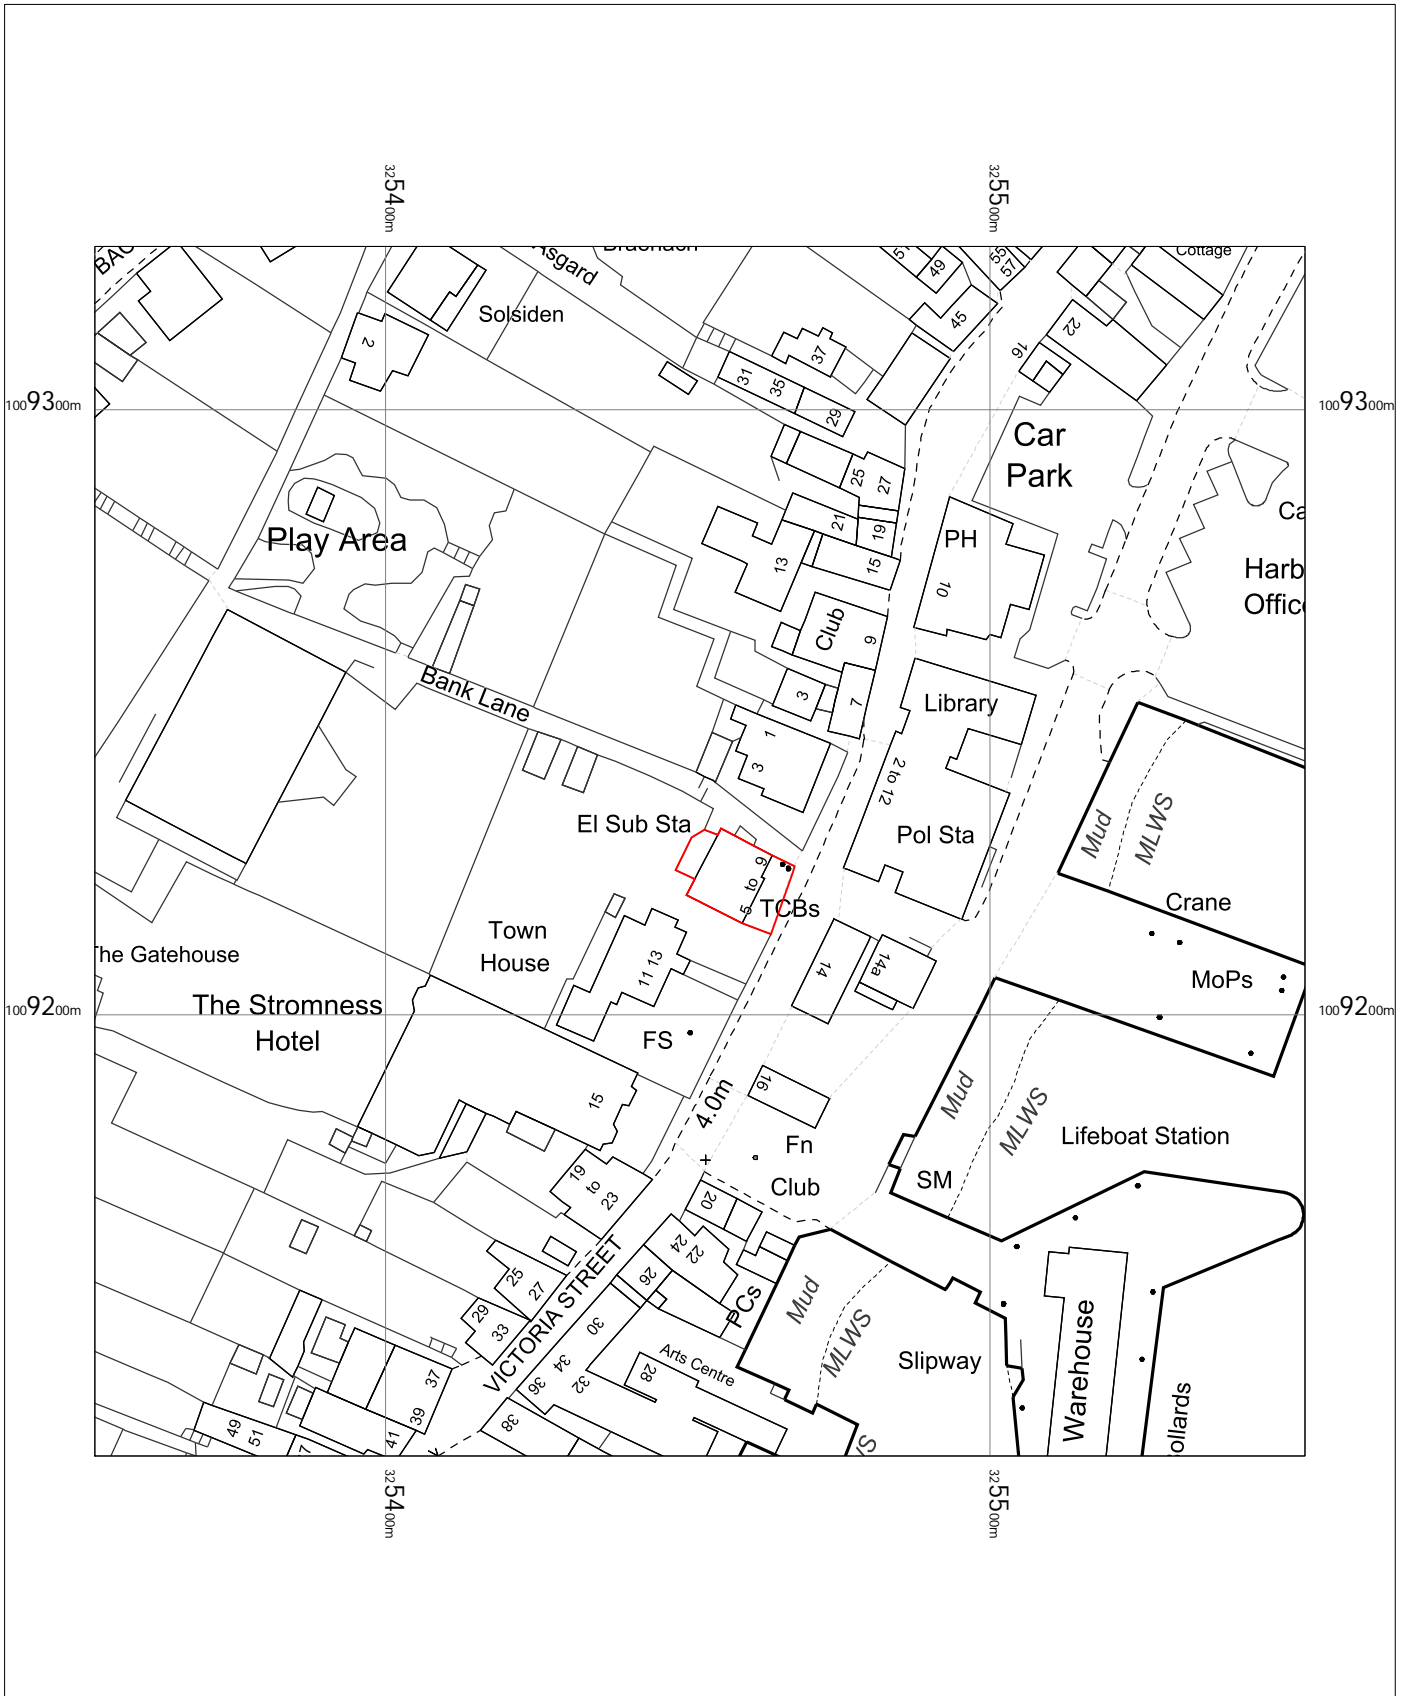 325400m
325500m
Asgard
51
49
55
57
Cottage
Solsiden
2
45
22
16
37
31
35
29
1009300m
1009300m
Car
Park
25
27
21
19
15
13
PH
10
Play Area
Harb
Offic
Club
9
Bank Lane
3
7
Library
1
3
2 to 12
Mud
MLWS
El Sub Sta
Pol Sta
5 to 9
TCBs
Crane
Town
House
The Gatehouse
11 13
14
14a
MoPs
The Stromness
Hotel
1009200m
1009200m
FS
15
4.0m
16
Mud
MLWS
Fn
Club
Lifeboat Station
SM
19
to
23
20
24
22
25
27
26
29
33
30
VICTORIA STREET
PCs
Mud
MLWS
Slipway
Warehouse
ollards
37
39
41
34
32
36
38
28
Arts Centre
49
51
325400m
325500m